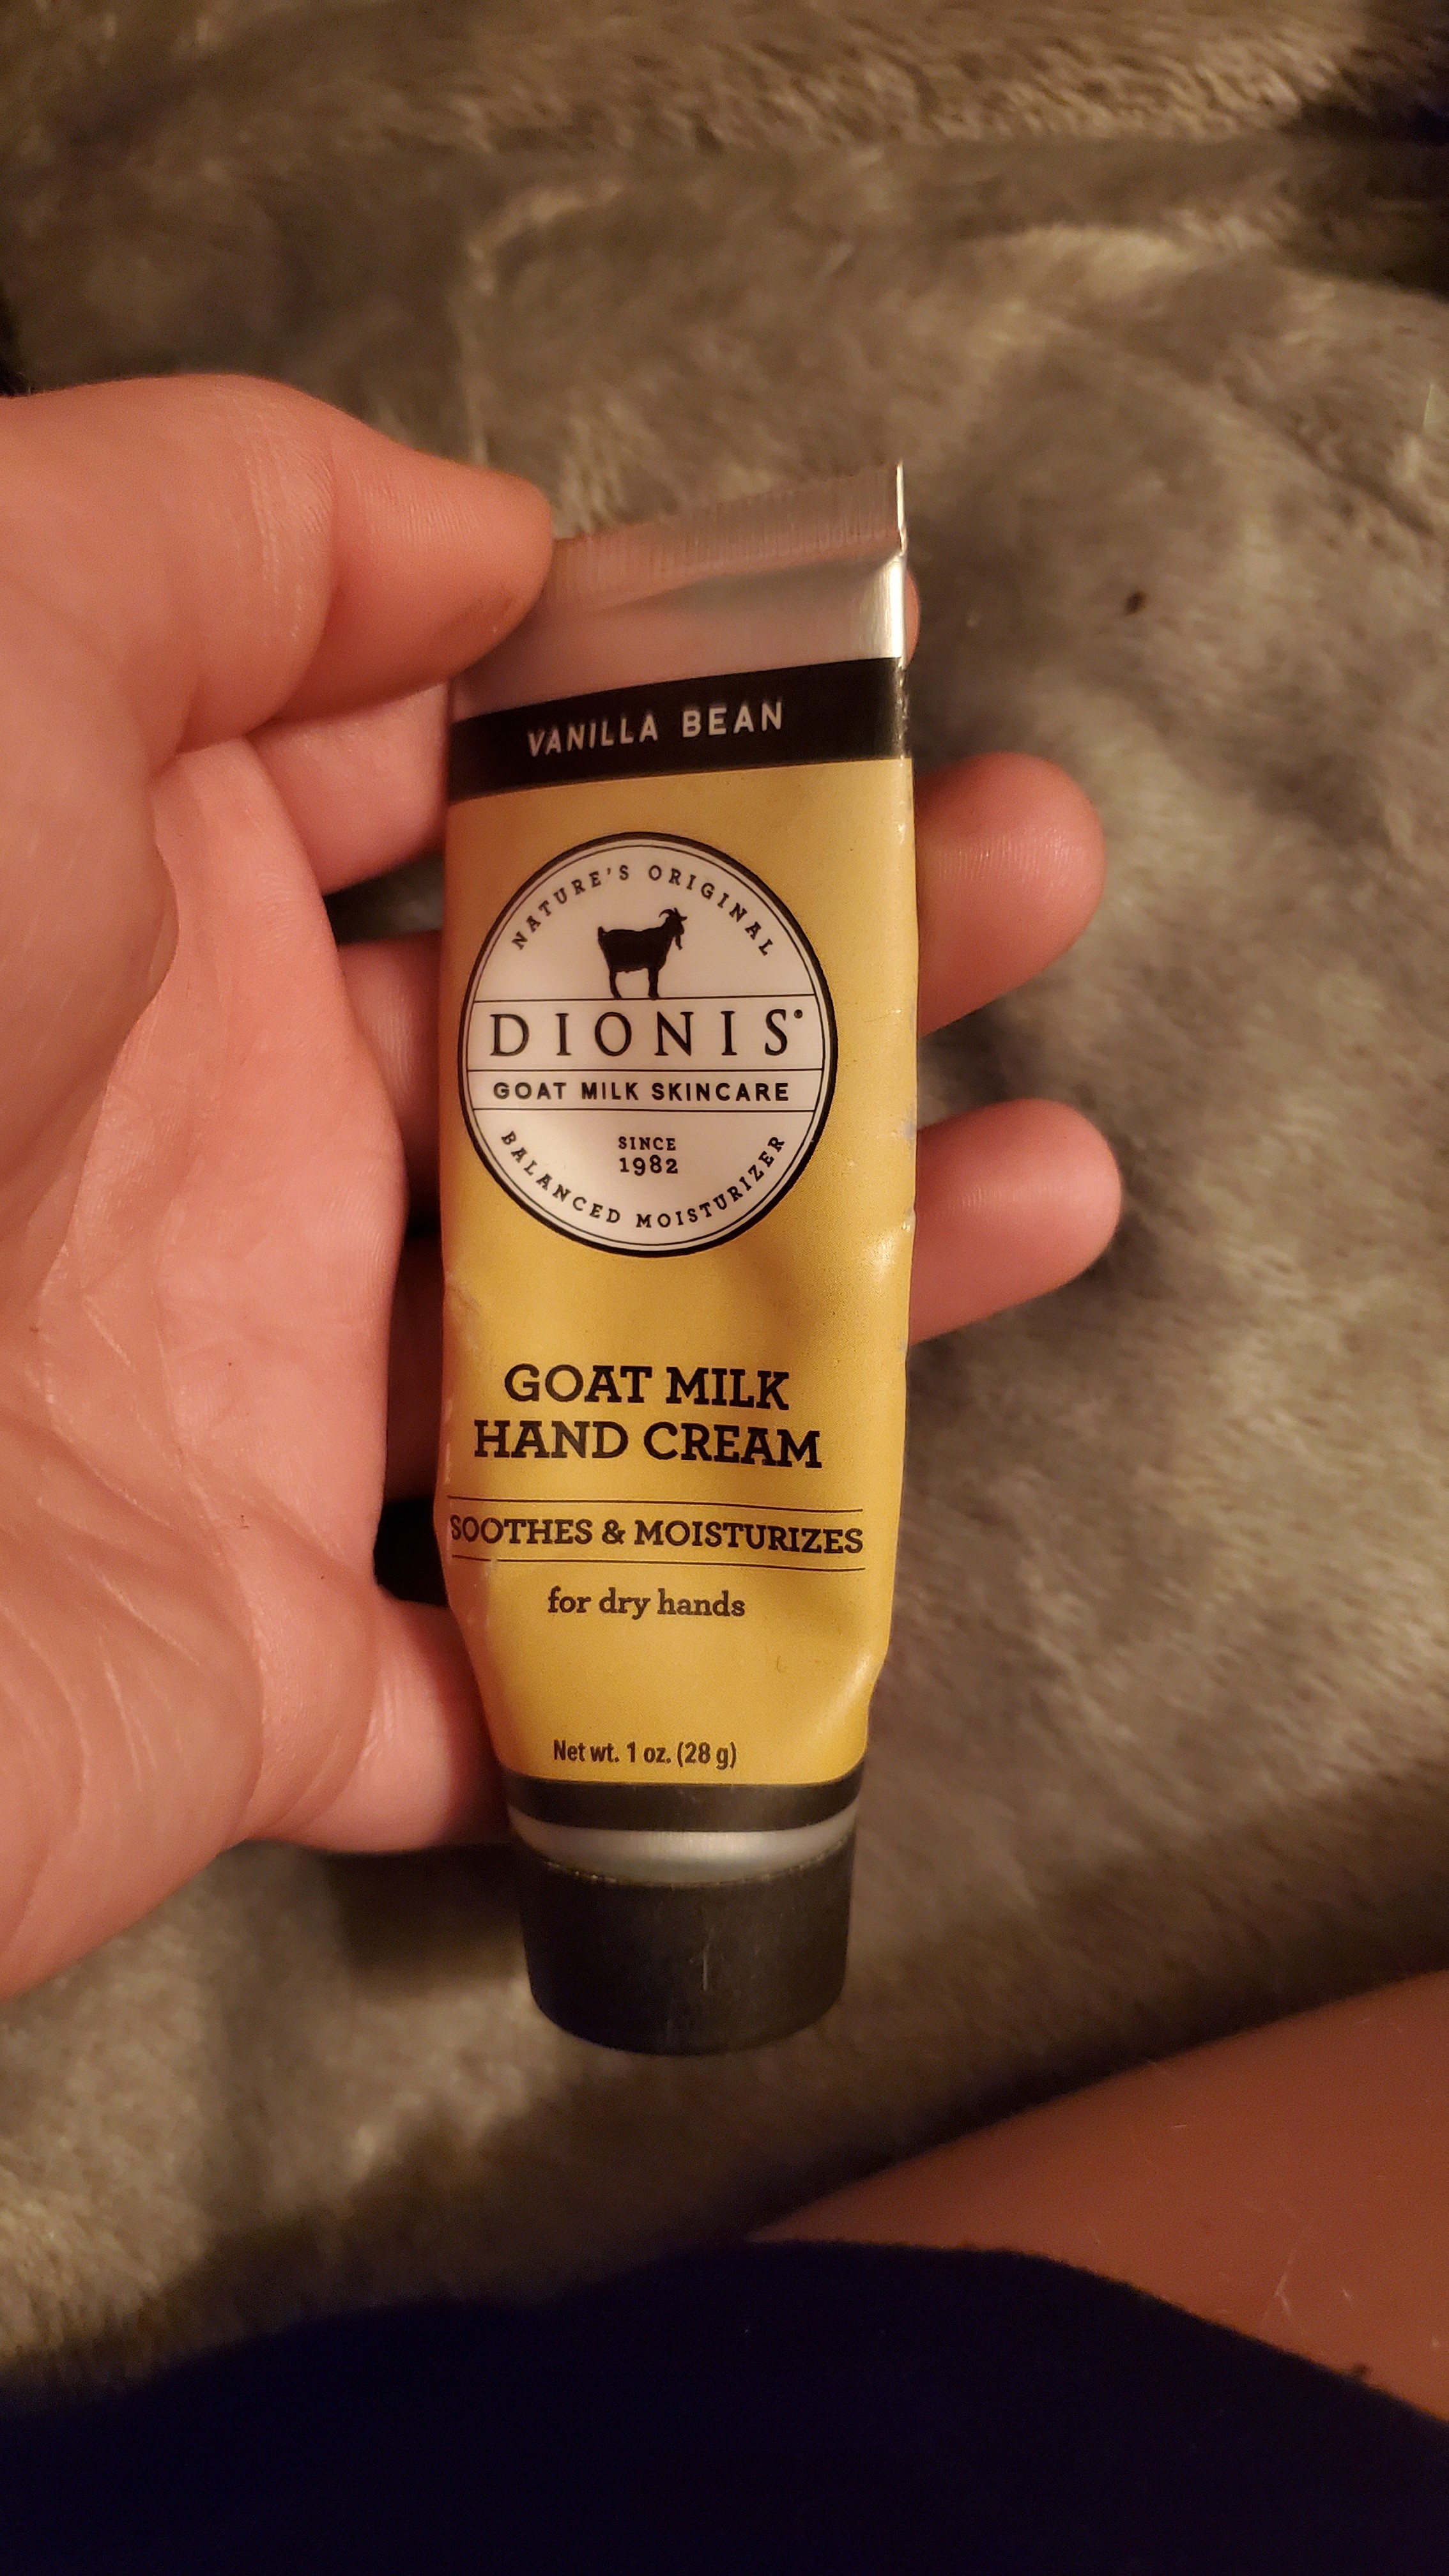 VANILLA BEAN
NATURE'S ORIGINAL
DIONIS®
GOAT MILK SKINCARE
SINCE
1982
BALANCED MOISTURIZER
GOAT MILK
HAND CREAM
SOOTHES & MOISTURIZES
for dry hands
Net wt. 1 oz. (28 g)